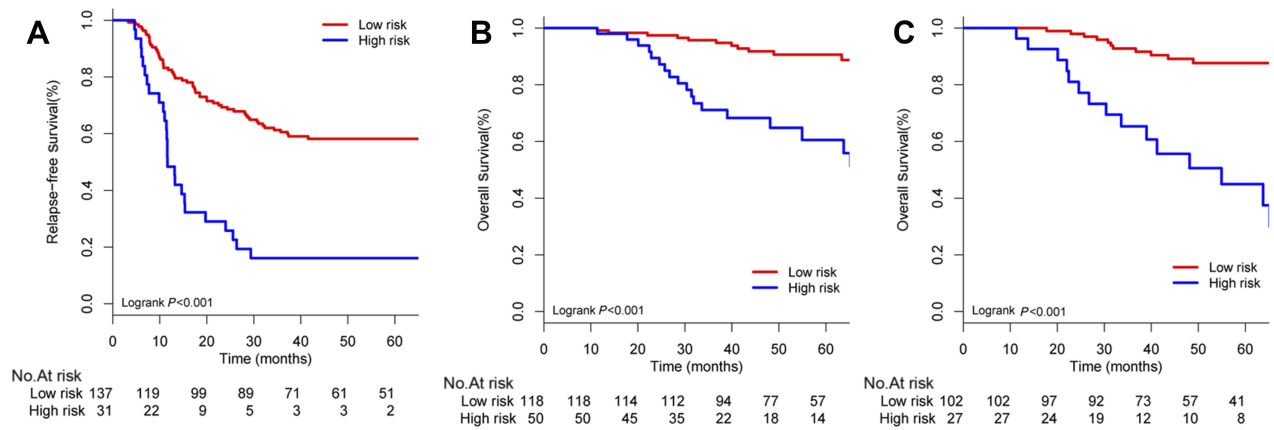 A
Low risk
High risk
Relapse-free survival(%)
1.0
0.8
0.6
0.4
0.2
0.0
Logrank P<0.001
0 10 20 30 40 50 60
Time (months)
No.At risk
Low risk 137 119 99 89 71 61 51
High risk 31 22 9 5 3 3 2
B
Overall Survival(%)
1.0
0.8
0.6
0.4
0.2
0.0
Low risk
High risk
Logrank P<0.001
0 10 20 30 40 50 60
Time (months)
No.At risk
Low risk 118 118 114 112 94 77 57
High risk 50 50 45 35 22 18 14
C
Overall Survival(%)
1.0
0.8
0.6
0.4
0.2
0.0
Low risk
High risk
Logrank P<0.001
0 10 20 30 40 50 60
Time (months)
No.At risk
Low risk 102 102 97 92 73 57 41
High risk 27 27 24 19 12 10 8